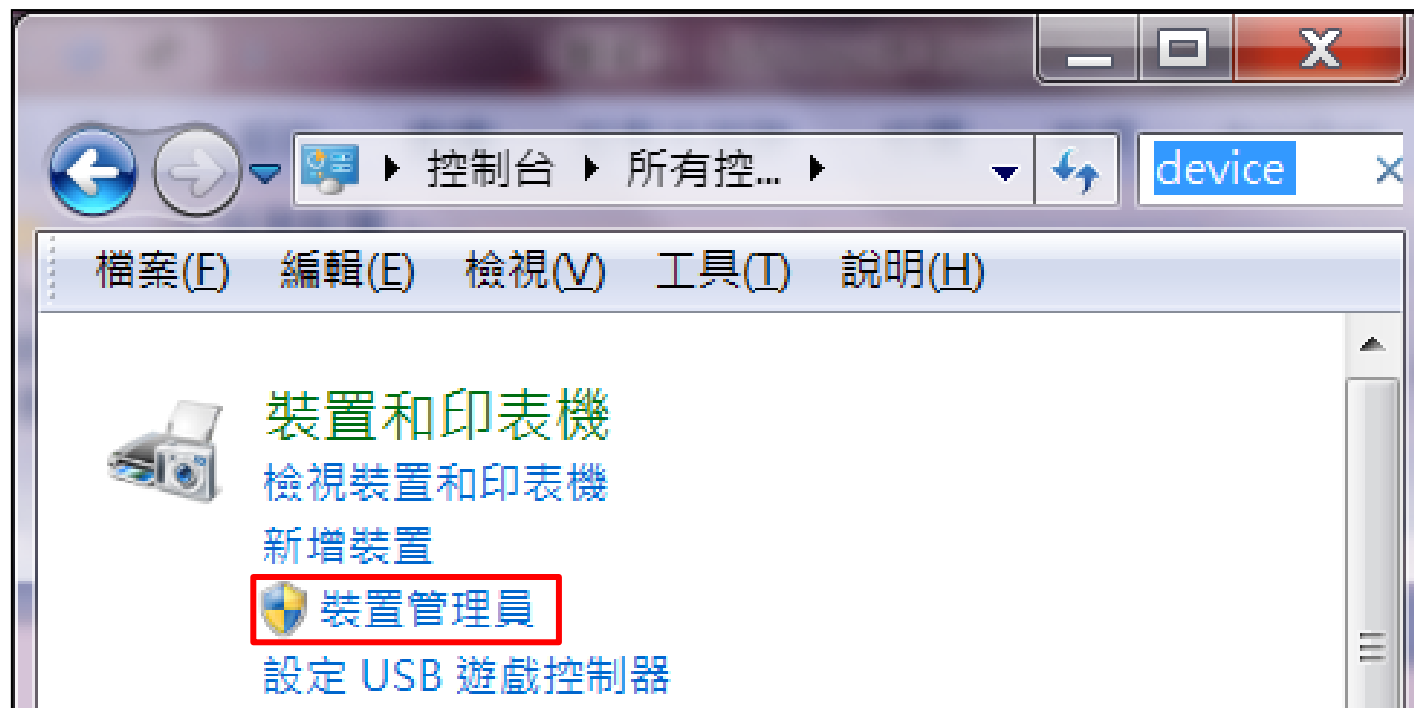 控制台 所有控... device
檔案(F) 編輯(E) 檢視(V) 工具(T) 說明(H)
裝置和印表機
檢視裝置和印表機
新增裝置
裝置管理員
設定 USB 遊戲控制器